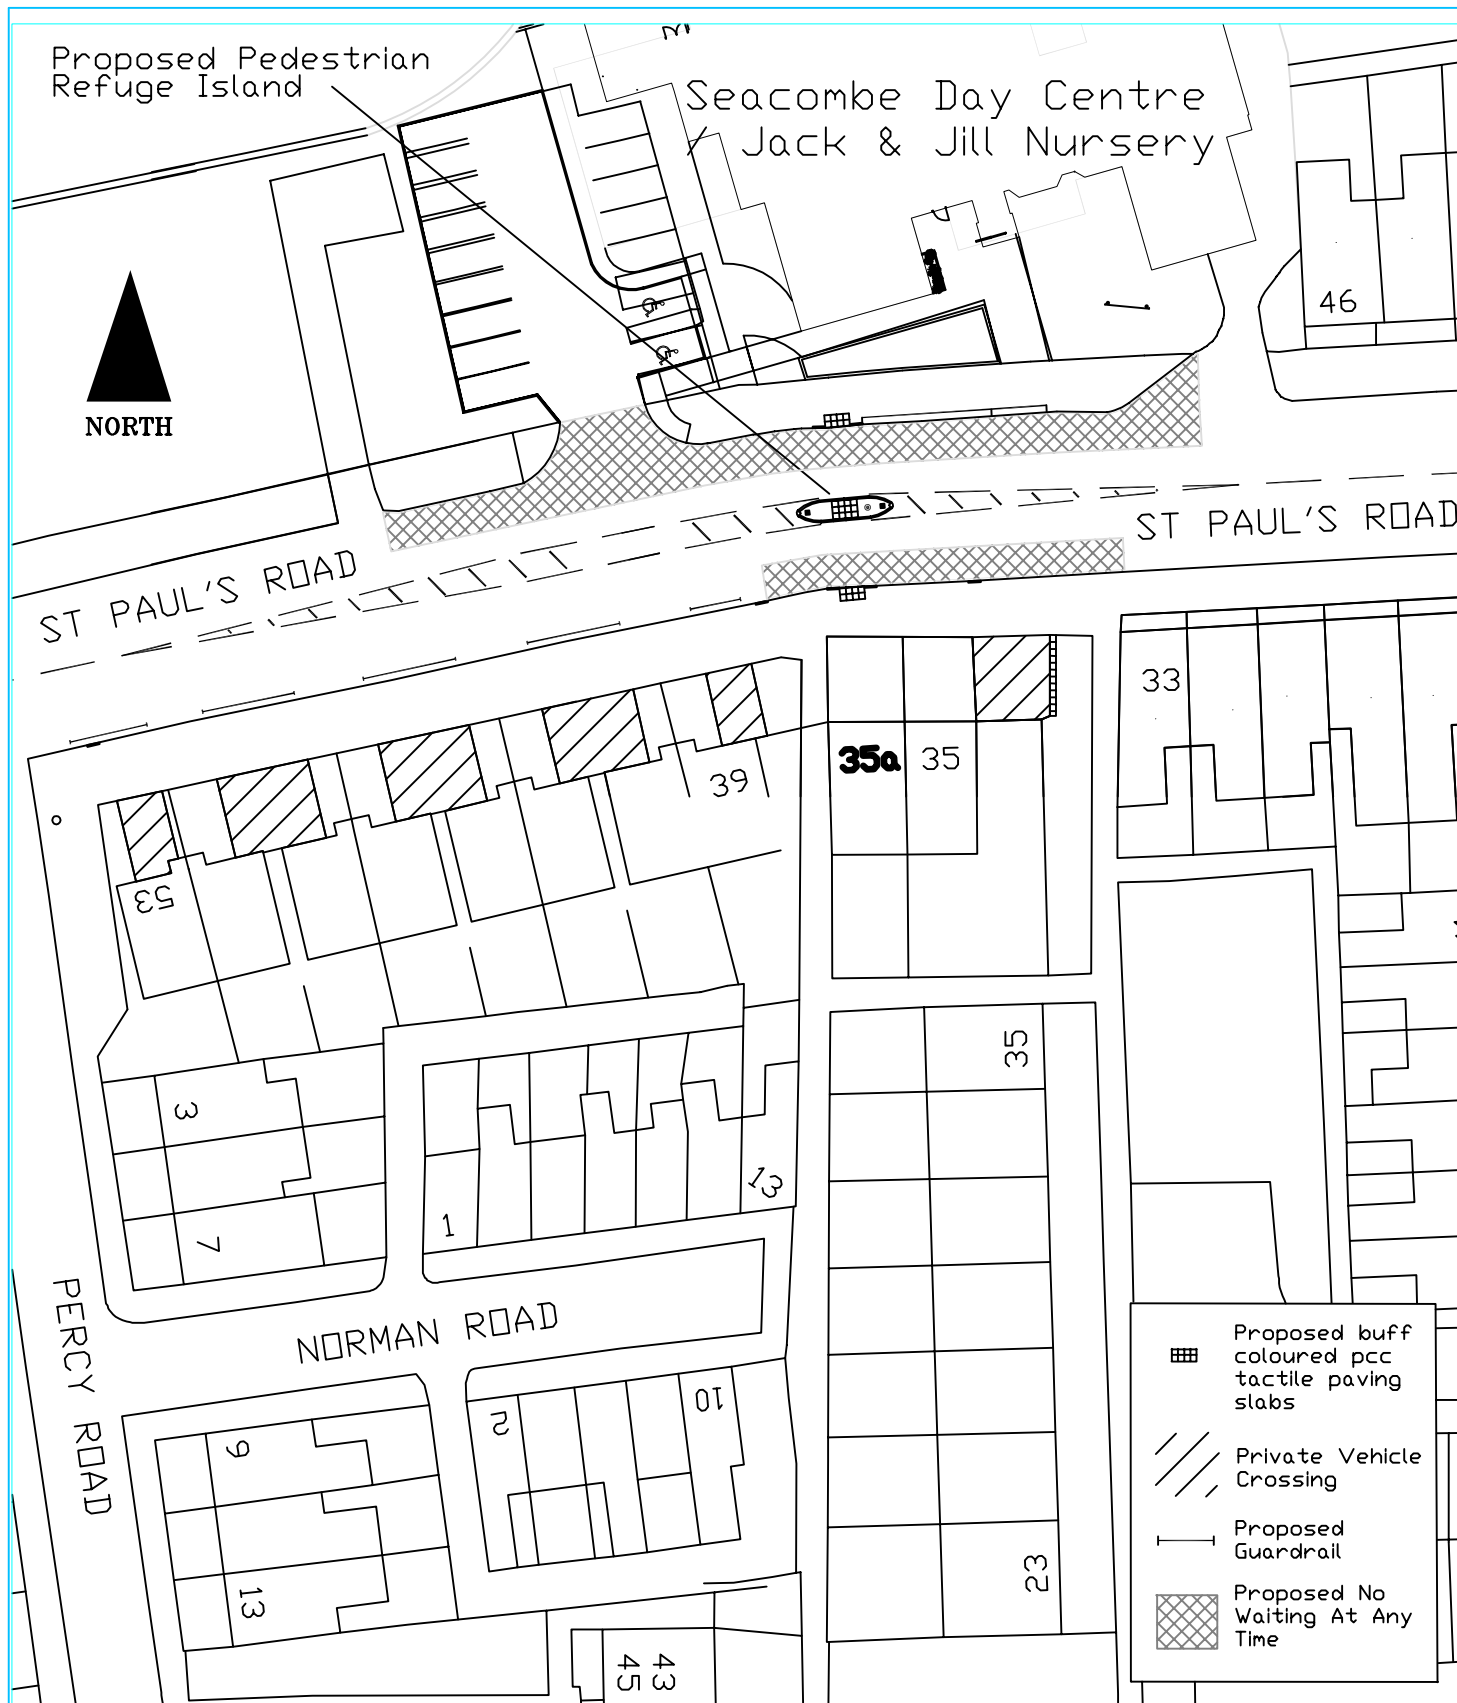 Proposed Pedestrian
Refuge Island
Seacombe Day Centre
/ Jack & Jill Nursery
46
NORTH
ST PAUL'S ROAD
ST PAUL'S ROAD
33
35a
35
39
53
35
3
13
1
7
PERCY ROAD
NORMAN ROAD
2
10
9
13
23
45
43
Proposed buff
coloured pcc
tactile paving
slabs
Private Vehicle
Crossing
Proposed
Guardrail
Proposed No
Waiting At Any
Time